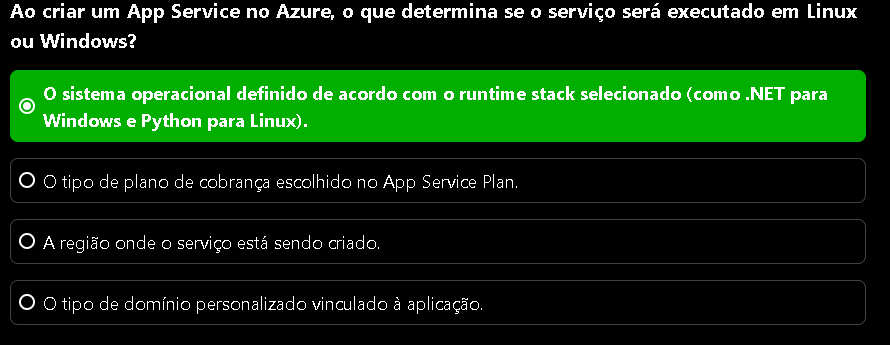 Ao criar um App Service no Azure, o que determina se o serviço será executado em Linux
ou Windows?
O sistema operacional definido de acordo com o runtime stack selecionado (como .NET para
Windows e Python para Linux).
O tipo de plano de cobrança escolhido no App Service Plan.
A região onde o serviço está sendo criado.
O tipo de domínio personalizado vinculado à aplicação.